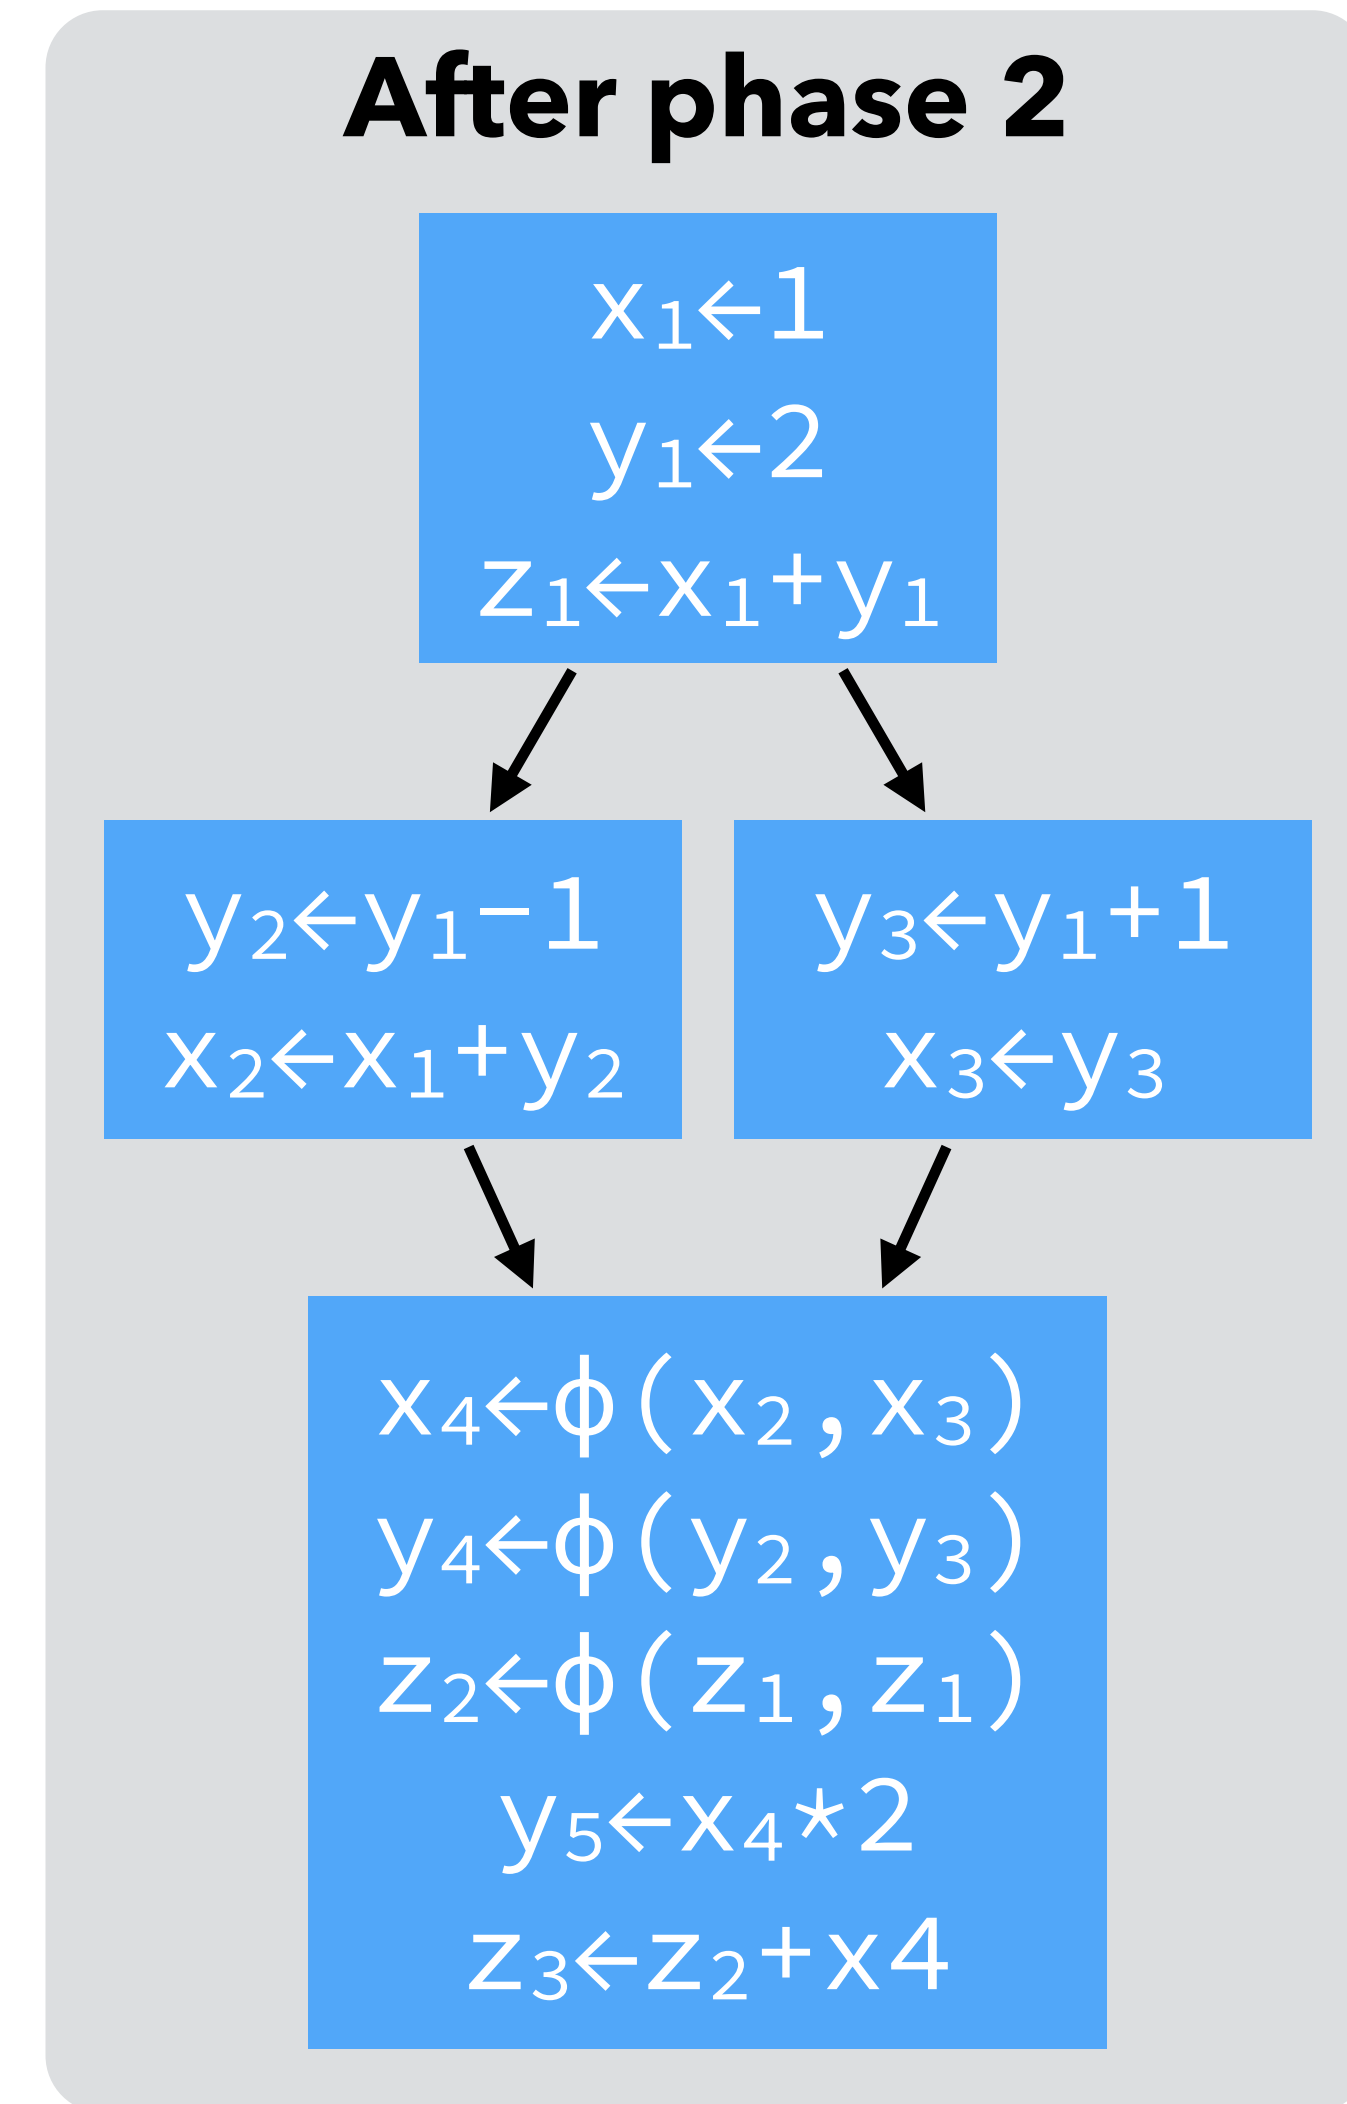 After phase 2
x₁←1
y₁←2
z₁←x₁+y₁
y₂←y₁-1
x₂←x₁+y₂
y₃←y₁+1
x₃←y₃
x₄←ϕ(x₂,x₃)
y₄←ϕ(y₂,y₃)
z₂←ϕ(z₁,z₁)
y₅←x₄*2
z₃←z₂+x4